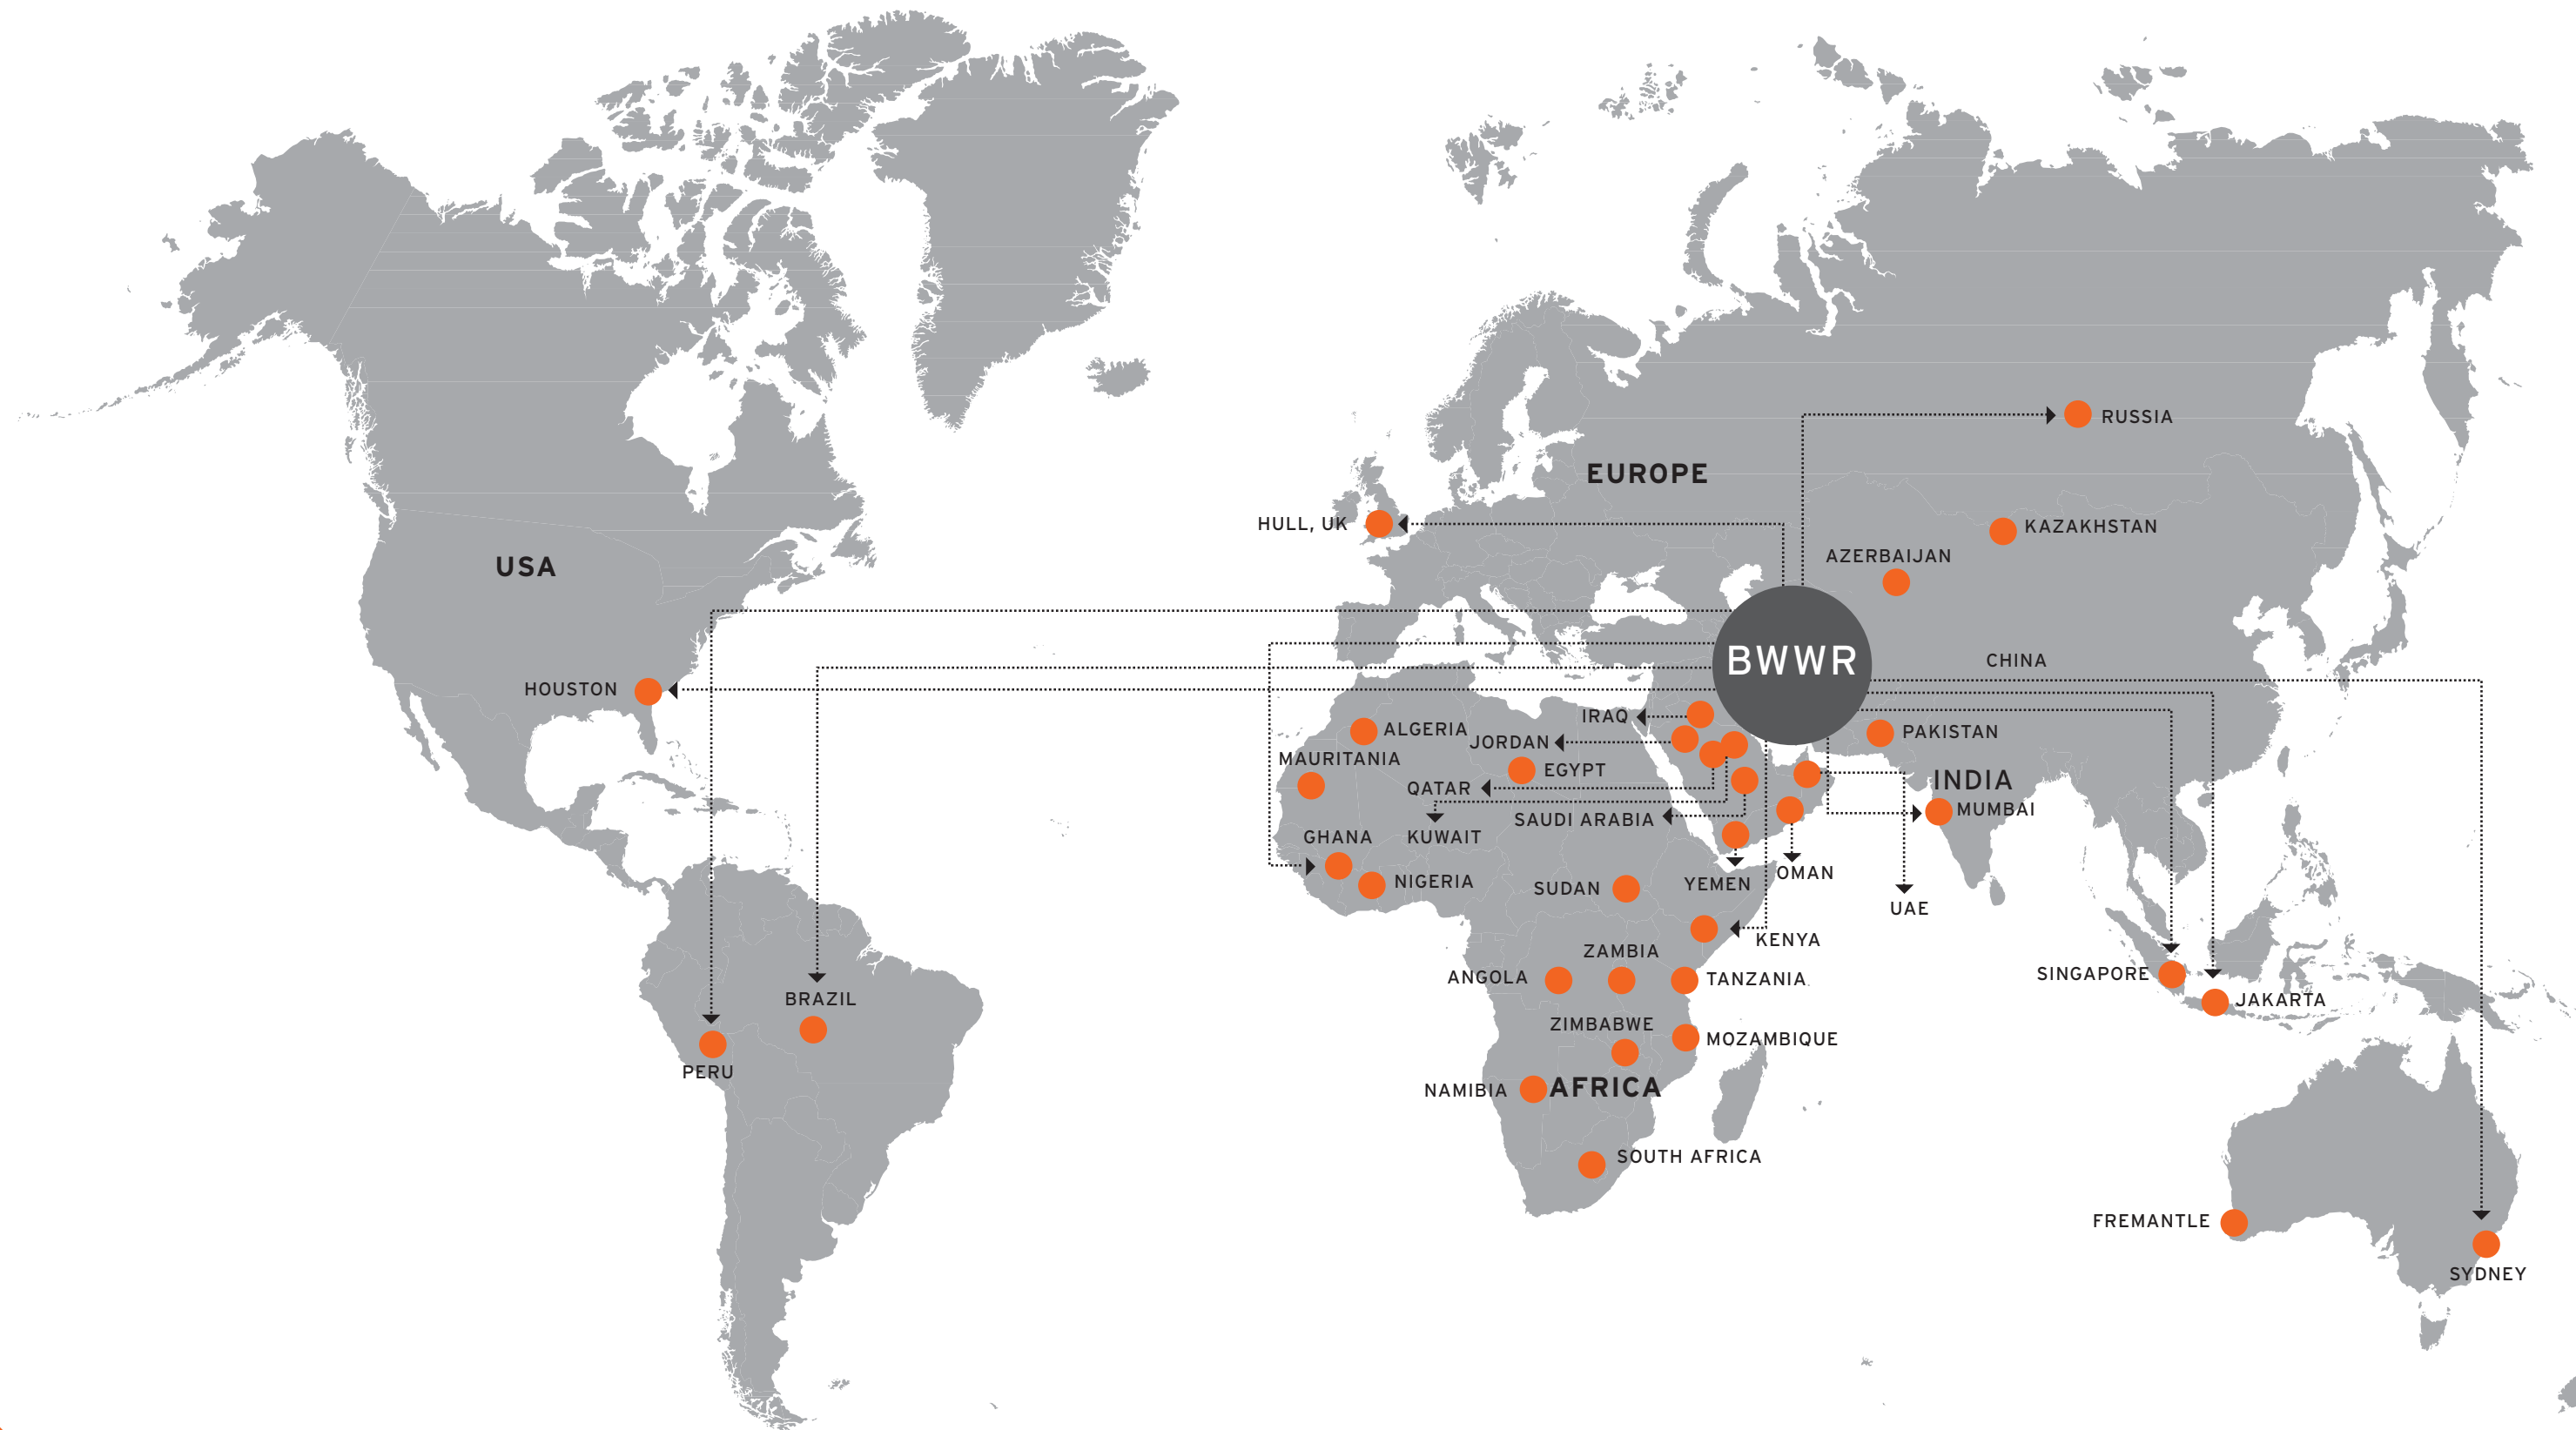 RUSSIA
EUROPE
HULL, UK
KAZAKHSTAN
AZERBAIJAN
USA
BWWR
CHINA
HOUSTON
IRAQ
ALGERIA
JORDAN
PAKISTAN
MAURITANIA
EGYPT
INDIA
QATAR
MUMBAI
SAUDI ARABIA
GHANA
KUWAIT
OMAN
NIGERIA
SUDAN
YEMEN
UAE
KENYA
ZAMBIA
ANGOLA
TANZANIA
SINGAPORE
BRAZIL
JAKARTA
ZIMBABWE
MOZAMBIQUE
PERU
NAMIBIA
AFRICA
SOUTH AFRICA
FREMANTLE
SYDNEY